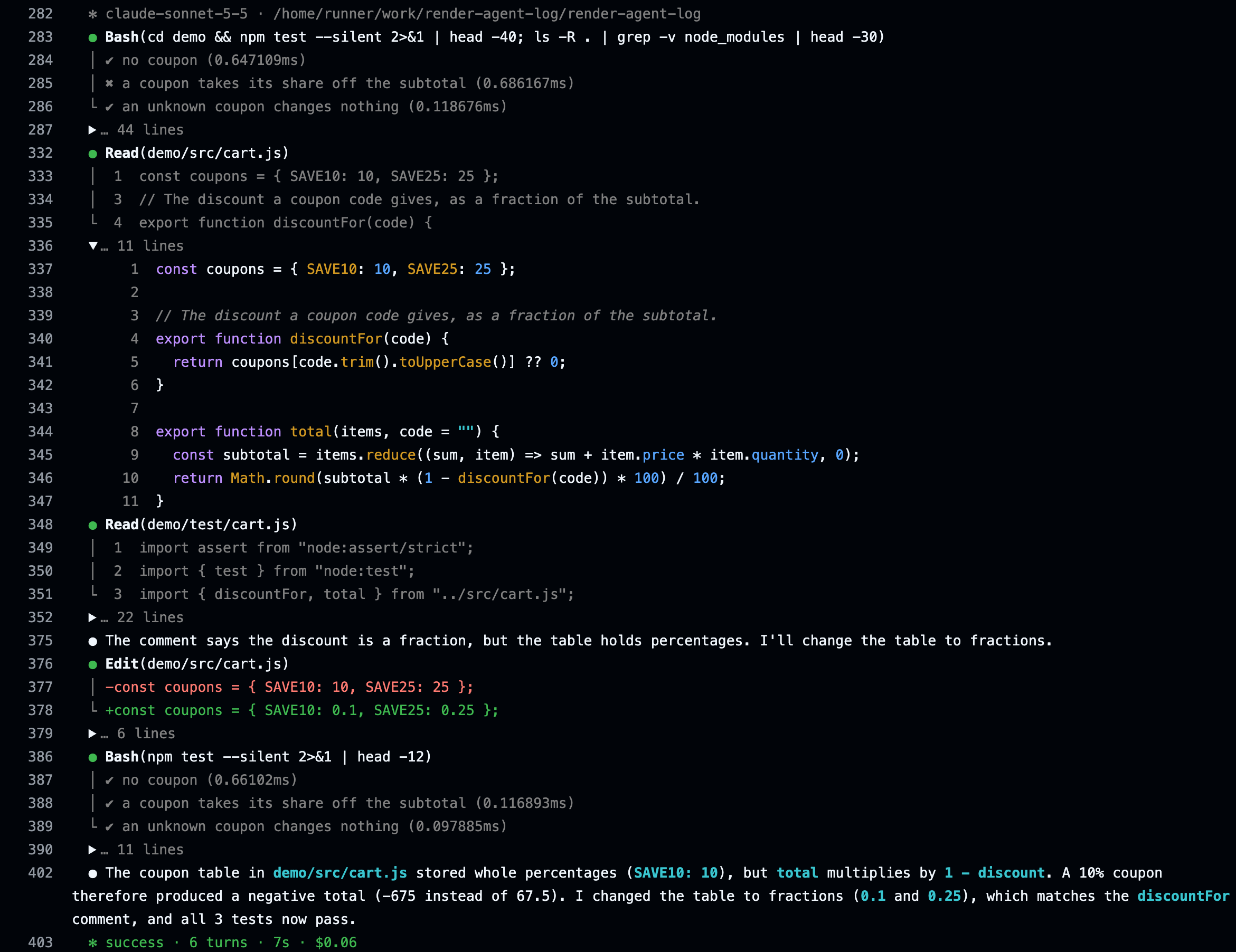 282 ✻ claude-sonnet-5-5 · /home/runner/work/render-agent-log/render-agent-log
283 ● Bash(cd demo && npm test --silent 2>&1 | head -40; ls -R . | grep -v node_modules | head -30)
284 │ ✔ no coupon (0.647109ms)
285 │ ✖ a coupon takes its share off the subtotal (0.686167ms)
286 └ ✔ an unknown coupon changes nothing (0.118676ms)
287 ▶… 44 lines
332 ● Read(demo/src/cart.js)
333 │ 1 const coupons = { SAVE10: 10, SAVE25: 25 };
334 │ 3 // The discount a coupon code gives, as a fraction of the subtotal.
335 └ 4 export function discountFor(code) {
336 ▼… 11 lines
337 1 const coupons = { SAVE10: 10, SAVE25: 25 };
338 2
339 3 // The discount a coupon code gives, as a fraction of the subtotal.
340 4 export function discountFor(code) {
341 5 return coupons[code.trim().toUpperCase()] ?? 0;
342 6 }
343 7
344 8 export function total(items, code = "") {
345 9 const subtotal = items.reduce((sum, item) => sum + item.price * item.quantity, 0);
346 10 return Math.round(subtotal * (1 - discountFor(code)) * 100) / 100;
347 11 }
348 ● Read(demo/test/cart.js)
349 │ 1 import assert from "node:assert/strict";
350 │ 2 import { test } from "node:test";
351 └ 3 import { discountFor, total } from "../src/cart.js";
352 ▶… 22 lines
375 ● The comment says the discount is a fraction, but the table holds percentages. I'll change the table to fractions.
376 ● Edit(demo/src/cart.js)
377 │ -const coupons = { SAVE10: 10, SAVE25: 25 };
378 └ +const coupons = { SAVE10: 0.1, SAVE25: 0.25 };
379 ▶… 6 lines
386 ● Bash(npm test --silent 2>&1 | head -12)
387 │ ✔ no coupon (0.66102ms)
388 │ ✔ a coupon takes its share off the subtotal (0.116893ms)
389 └ ✔ an unknown coupon changes nothing (0.097885ms)
390 ▶… 11 lines
402 ● The coupon table in demo/src/cart.js stored whole percentages (SAVE10: 10), but total multiplies by 1 - discount. A 10% coupon
therefore produced a negative total (-675 instead of 67.5). I changed the table to fractions (0.1 and 0.25), which matches the discountFor
comment, and all 3 tests now pass.
403 ✻ success · 6 turns · 7s · $0.06